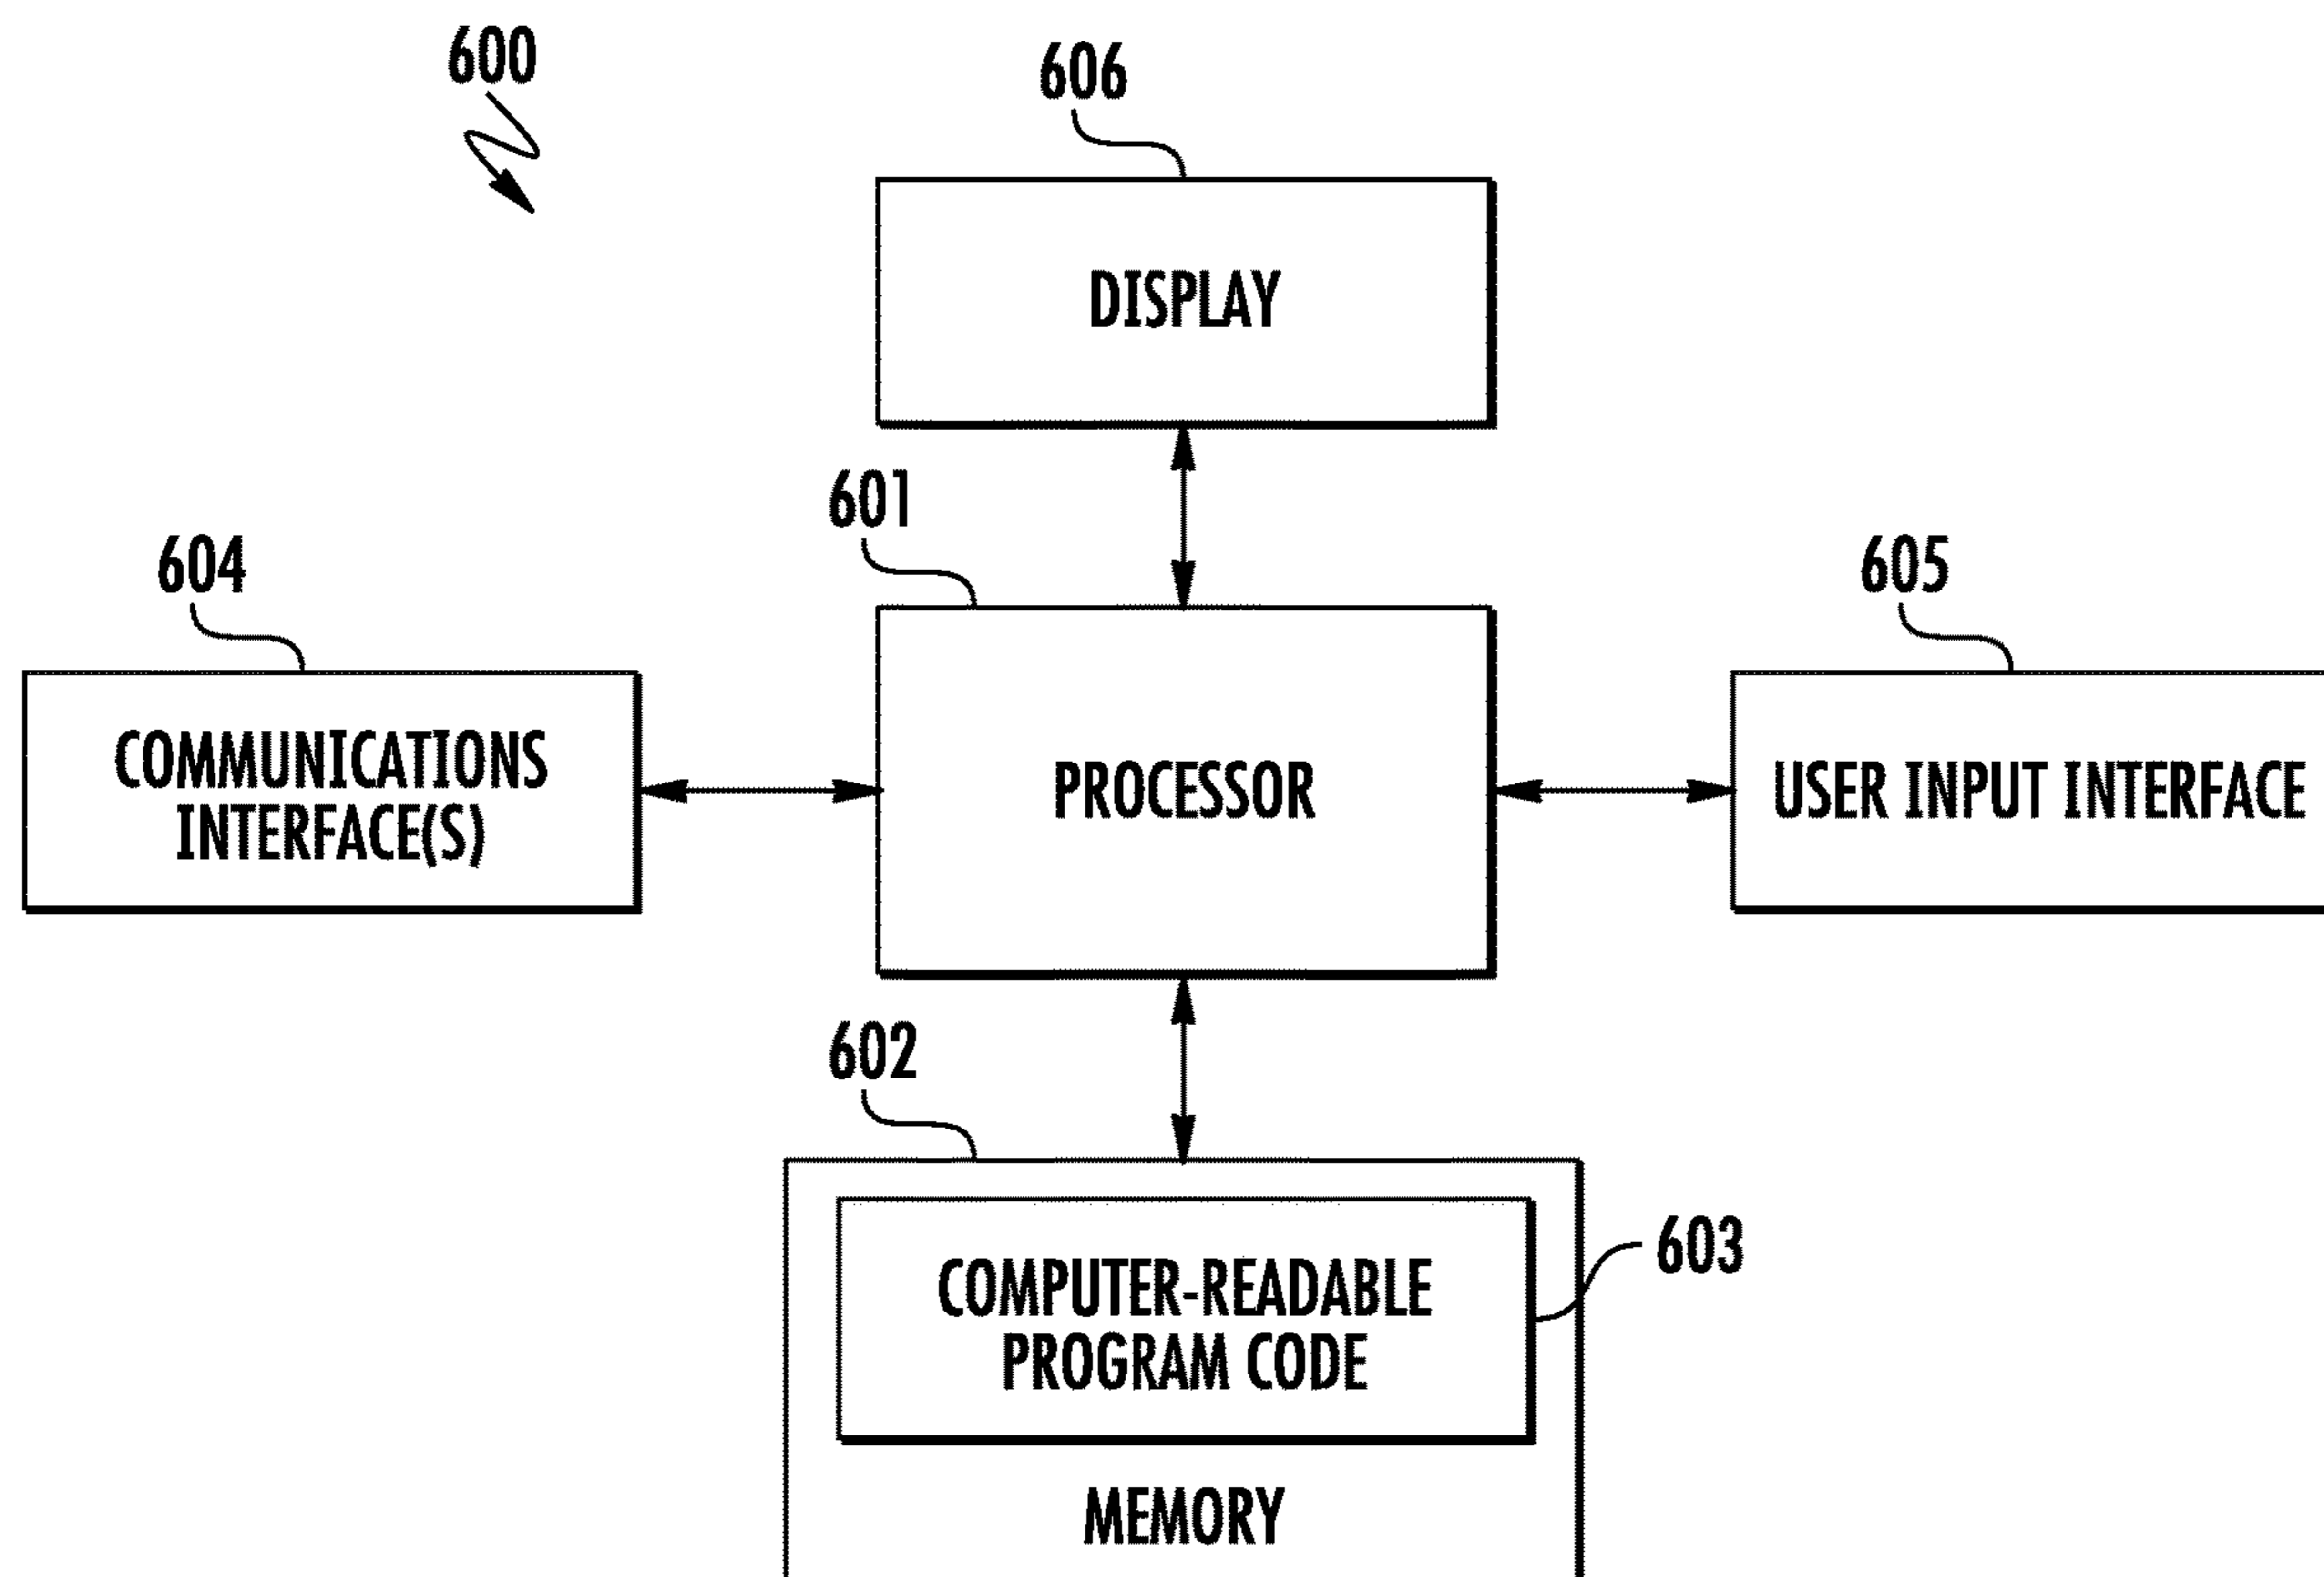 600
606
DISPLAY
601
604
605
COMMUNICATIONS
INTERFACE(S)
PROCESSOR
USER INPUT INTERFACE
602
603
COMPUTER-READABLE
PROGRAM CODE
MEMORY